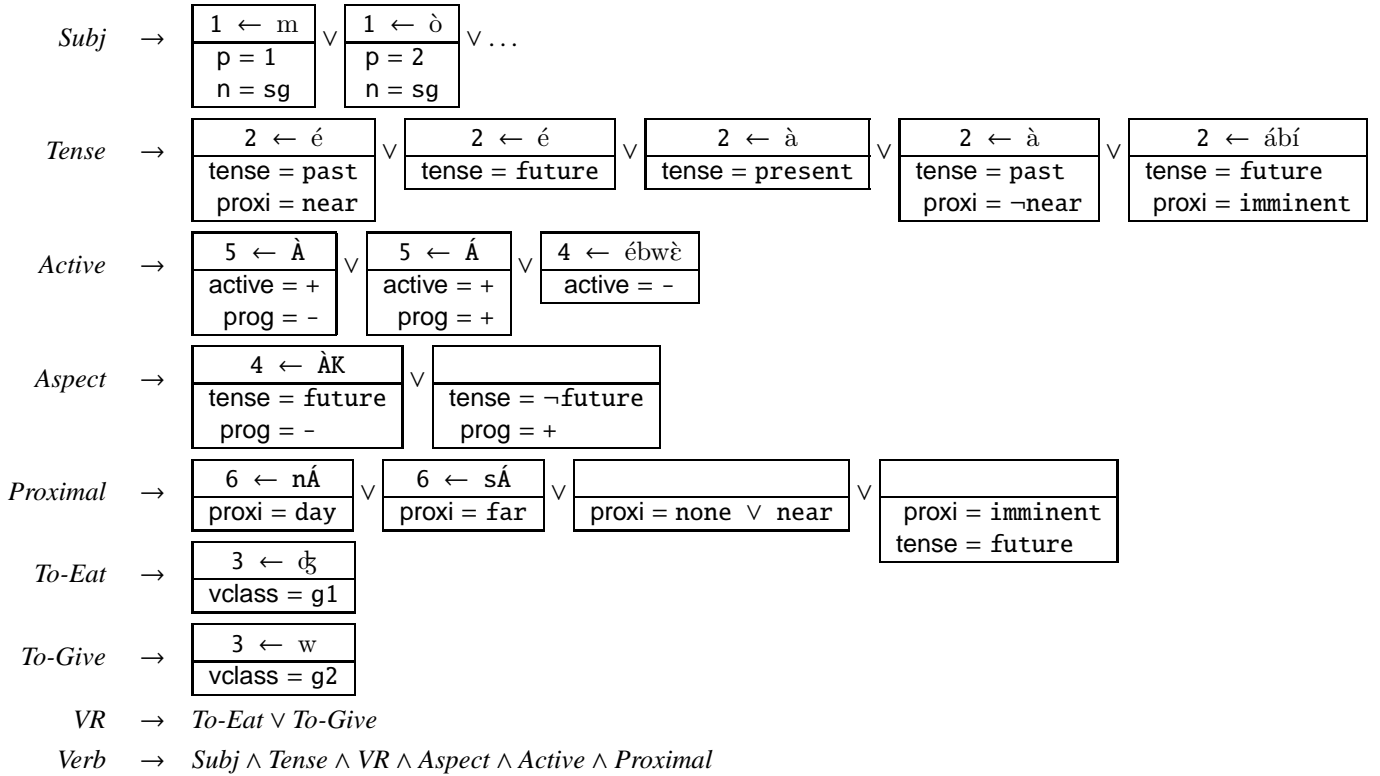 Subj → 1 ← m ∨ 1 ← ò ∨ …
p = 1 p = 2
n = sg n = sg
Tense → 2 ← é ∨ 2 ← é ∨ 2 ← à ∨ 2 ← à ∨ 2 ← ábí
tense = past tense = future tense = present tense = past tense = future
proxi = near proxi = ¬near proxi = imminent
Active → 5 ← À ∨ 5 ← Á ∨ 4 ← ébwɛ̀
active = + active = + active = -
prog = - prog = +
Aspect → 4 ← ÀK ∨
tense = future tense = ¬future
prog = - prog = +
Proximal → 6 ← nÁ ∨ 6 ← sÁ ∨ ∨
proxi = day proxi = far proxi = none ∨ near proxi = imminent
tense = future
To-Eat → 3 ← ʤ
vclass = g1
To-Give → 3 ← w
vclass = g2
VR → To-Eat ∨ To-Give
Verb → Subj ∧ Tense ∧ VR ∧ Aspect ∧ Active ∧ Proximal